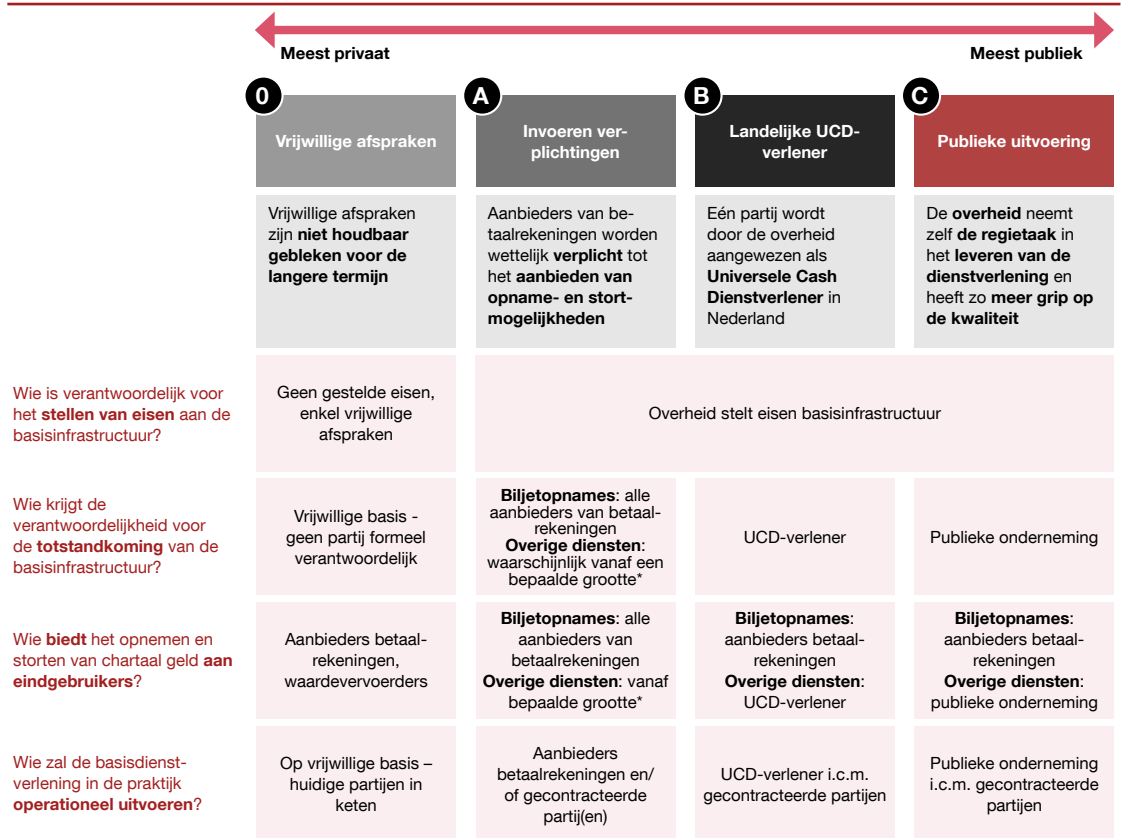 Meest privaat
Meest publiek
0
Vrijwillige afspraken
A
Invoeren ver-
plichtingen
B
Landelijke UCD-
verlener
C
Publieke uitvoering
Vrijwillige afspraken
zijn niet houdbaar
gebleken voor de
langere termijn
Aanbieders van be-
taalrekeningen worden
wettelijk verplicht tot
het aanbieden van
opname- en stort-
mogelijkheden
Eén partij wordt
door de overheid
aangewezen als
Universele Cash
Dienstverlener in
Nederland
De overheid neemt
zelf de regietaak in
het leveren van de
dienstverlening en
heeft zo meer grip op
de kwaliteit
Wie is verantwoordelijk voor
het stellen van eisen aan de
basisinfrastructuur?
Geen gestelde eisen,
enkel vrijwillige
afspraken
Overheid stelt eisen basisinfrastructuur
Wie krijgt de
verantwoordelijkheid voor
de totstandkoming van de
basisinfrastructuur?
Vrijwillige basis -
geen partij formeel
verantwoordelijk
Biljetopnames: alle
aanbieders van betaal-
rekeningen
Overige diensten:
waarschijnlijk vanaf een
bepaalde grootte*
UCD-verlener
Publieke onderneming
Wie biedt het opnemen en
storten van chartaal geld aan
eindgebruikers?
Aanbieders betaal-
rekeningen,
waardevervoerders
Biljetopnames: alle
aanbieders van
betaalrekeningen
Overige diensten: vanaf
bepaalde grootte*
Biljetopnames:
aanbieders betaal-
rekeningen
Overige diensten:
UCD-verlener
Biljetopnames:
aanbieders betaal-
rekeningen
Overige diensten:
publieke onderneming
Wie zal de basisdienst-
verlening in de praktijk
operationeel uitvoeren?
Op vrijwillige basis –
huidige partijen in
keten
Aanbieders
betaalrekeningen en/
of gecontracteerde
partij(en)
UCD-verlener i.c.m.
gecontracteerde partijen
Publieke onderneming
i.c.m. gecontracteerde
partijen